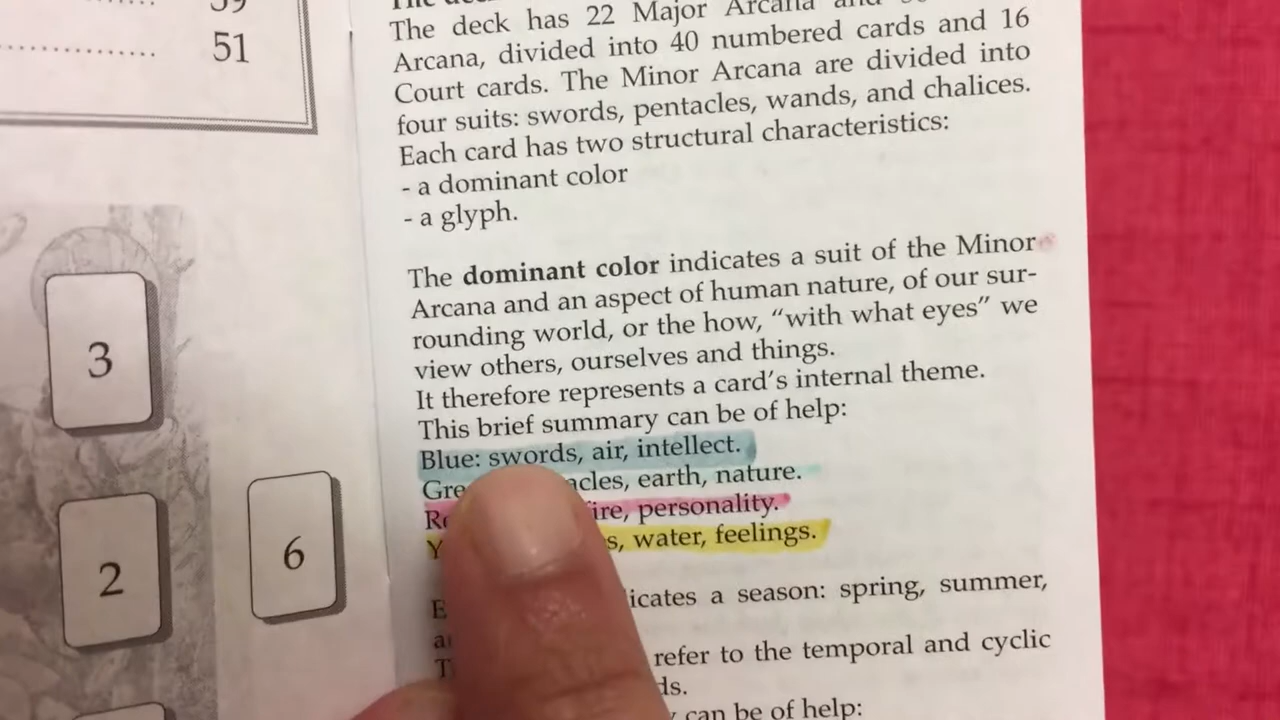 51
3
2
6
The deck has 22 Major Arcana and
Arcana, divided into 40 numbered cards and 16
Court cards. The Minor Arcana are divided into
four suits: swords, pentacles, wands, and chalices.
Each card has two structural characteristics:
- a dominant color
- a glyph.
The dominant color indicates a suit of the Minor
Arcana and an aspect of human nature, of our sur-
rounding world, or the how, “with what eyes” we
view others, ourselves and things.
It therefore represents a card’s internal theme.
This brief summary can be of help:
Blue: swords, air, intellect.
earth, nature.
personality.
water, feelings.
a season: spring, summer,
refer to the temporal and cyclic
can be of help: